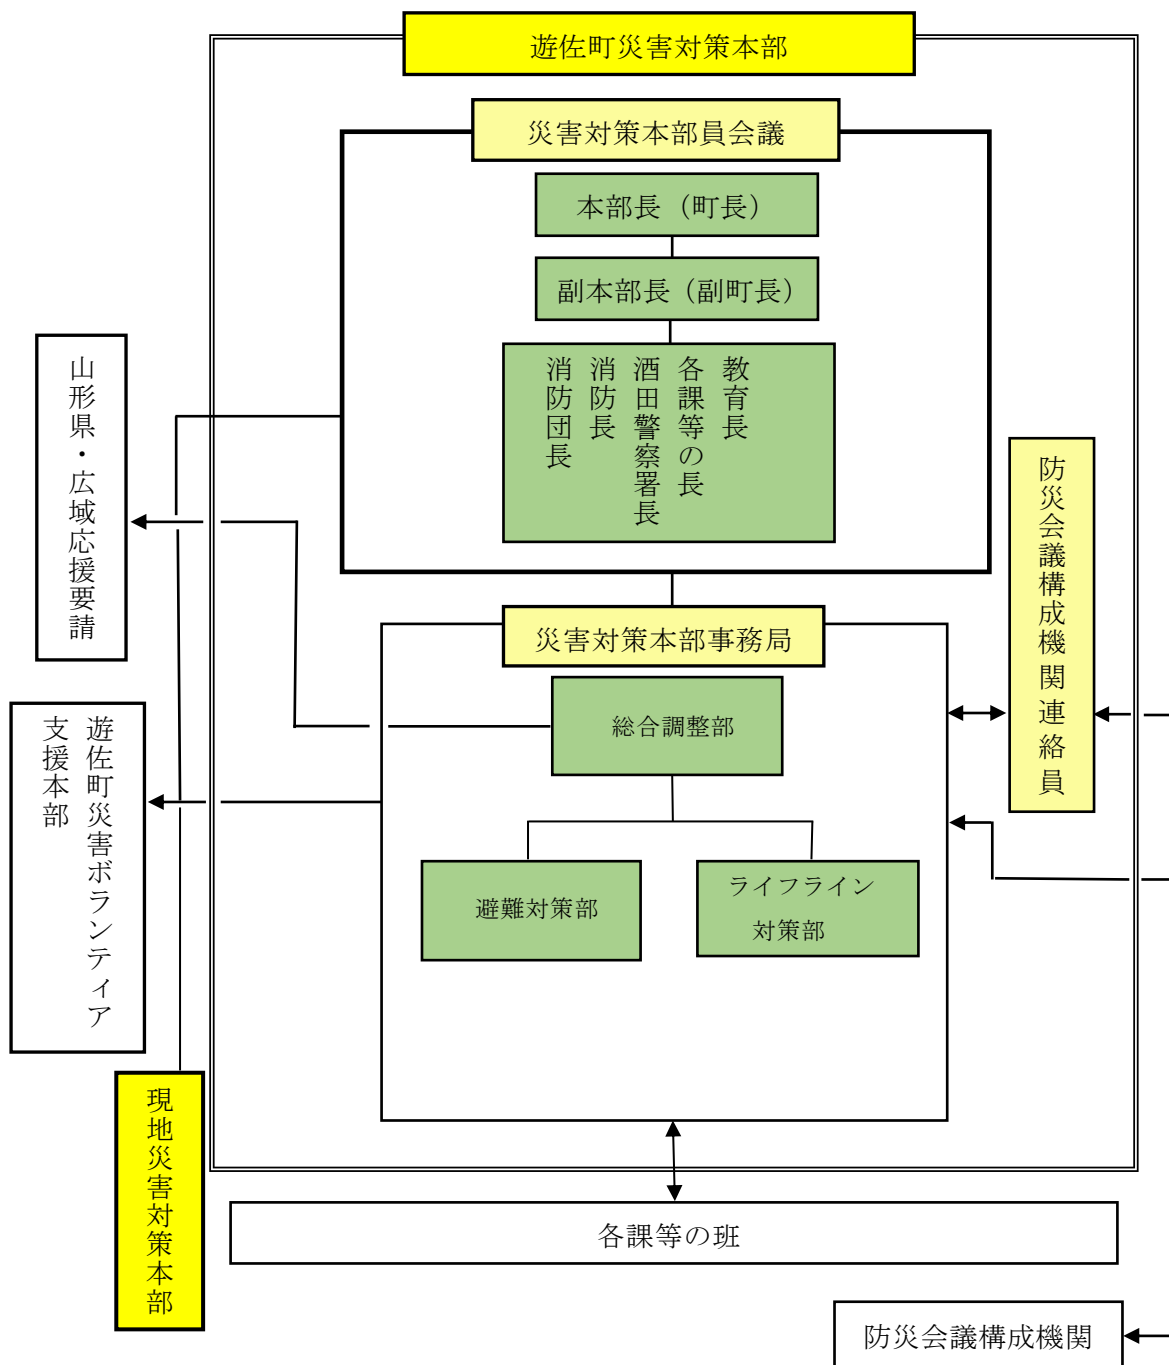 遊佐町災害対策本部
災害対策本部員会議
本部長（町長）
副本部長（副町長）
教育長
各課等の長
酒田警察署長
消防長
消防団長
山形県・広域応援要請
防災会議構成機関連絡員
災害対策本部事務局
総合調整部
遊佐町災害ボランティア
支援本部
避難対策部
ライフライン
対策部
現地災害対策本部
各課等の班
防災会議構成機関